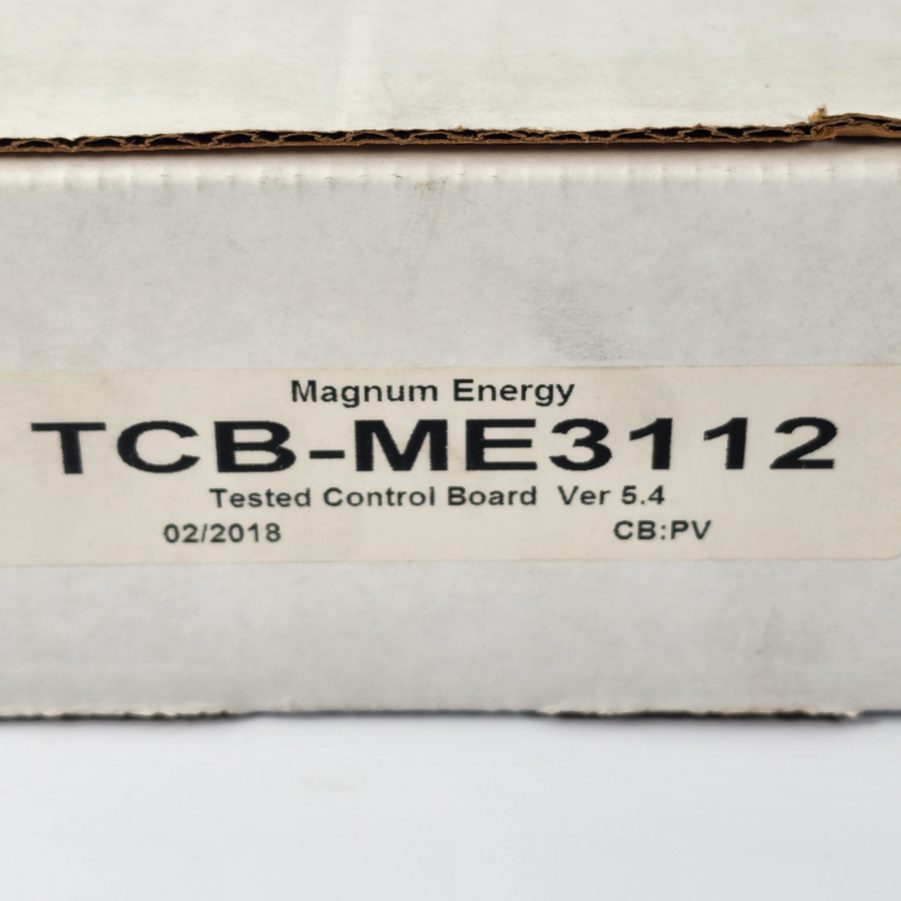 Magnum Energy
TCB-ME3112
Tested Control Board Ver 5.4
02/2018 CB:PV